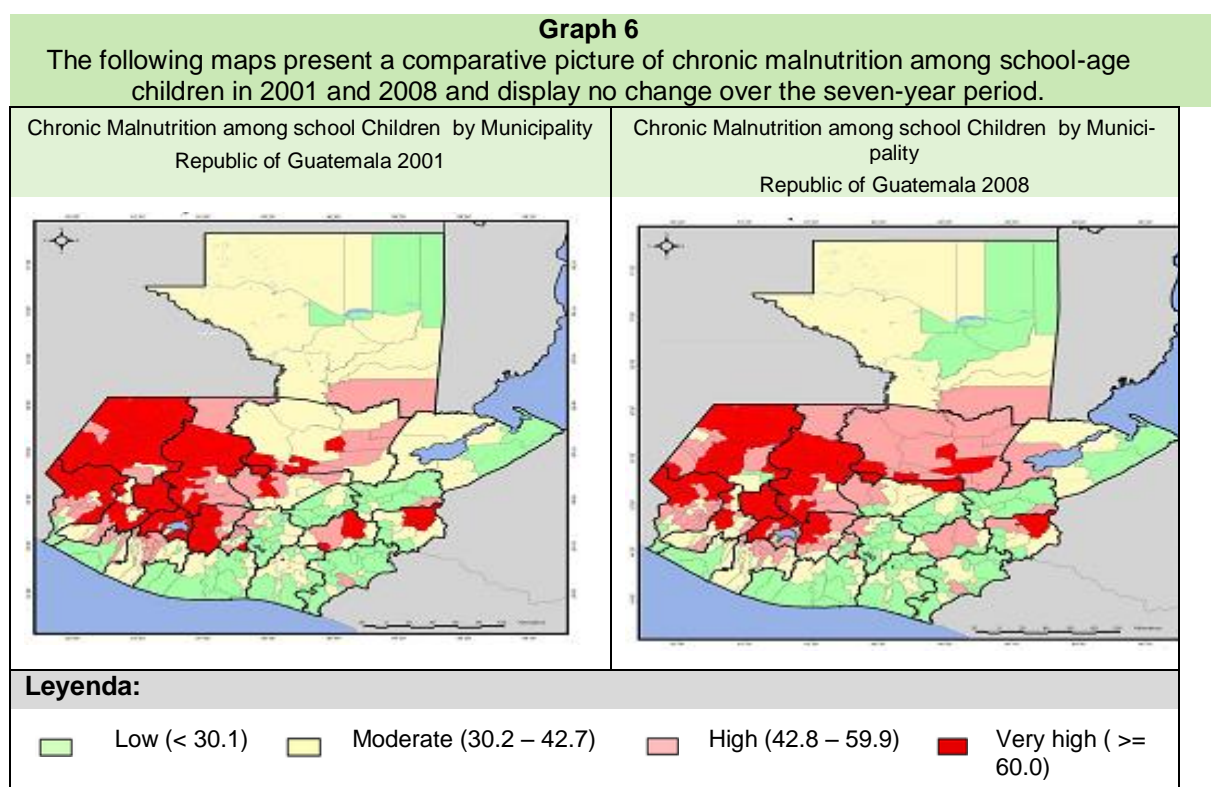 Graph 6
The following maps present a comparative picture of chronic malnutrition among school-age
children in 2001 and 2008 and display no change over the seven-year period.
Chronic Malnutrition among school Children by Municipality
Republic of Guatemala 2001
Chronic Malnutrition among school Children by Munici-
pality
Republic of Guatemala 2008
Leyenda:
Low (< 30.1)
Moderate (30.2 – 42.7)
High (42.8 – 59.9)
Very high ( >=
60.0)